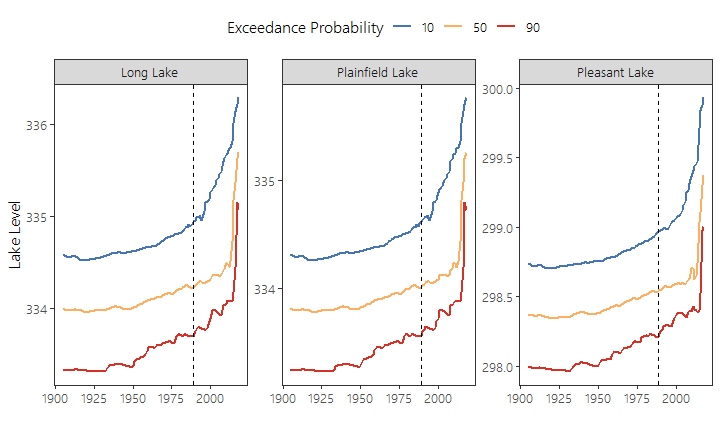 Exceedance Probability 10 50 90
Long Lake Plainfield Lake Pleasant Lake
Lake Level
336
335
334
1900 1925 1950 1975 2000
335
334
1900 1925 1950 1975 2000
300.0
299.5
299.0
298.5
298.0
1900 1925 1950 1975 2000